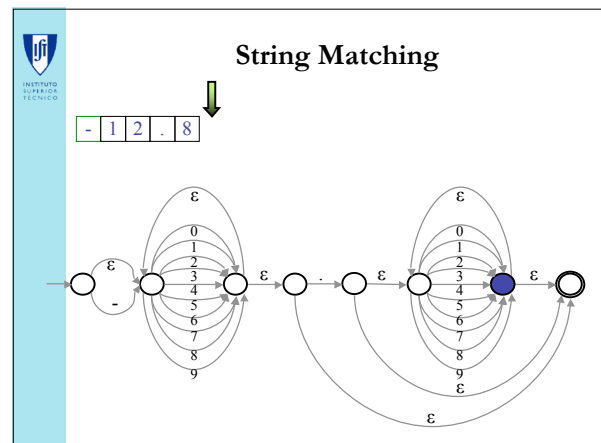 String Matching
INSTITUTO
SUPERIOR
TÉCNICO
- 1 2 . 8
ε ε
0 0
1 1
ε 2 2
3 ε . ε 3 ε
4 4
- 5 5
6 6
7 7
8 8
9 9
ε
ε